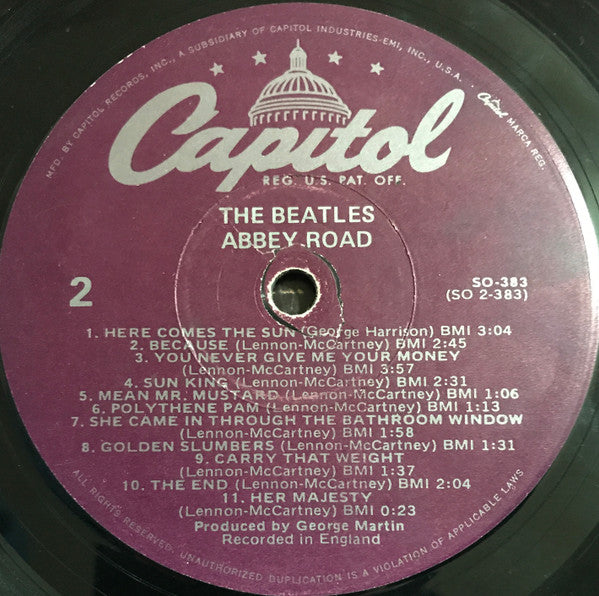 MFD. BY CAPITOL RECORDS, INC., A SUBSIDIARY OF CAPITOL INDUSTRIES-EMI, INC., U.S.A.
Capitol MARCA REG.
Capitol
REG. U.S. PAT. OFF.
THE BEATLES
ABBEY ROAD
2
SO-383
(SO 2-383)
1. HERE COMES THE SUN (George Harrison) BMI 3:04
2. BECAUSE (Lennon-McCartney) BMI 2:45
3. YOU NEVER GIVE ME YOUR MONEY
(Lennon-McCartney) BMI 3:57
4. SUN KING (Lennon-McCartney) BMI 2:31
5. MEAN MR. MUSTARD (Lennon-McCartney) BMI 1:06
6. POLYTHENE PAM (Lennon-McCartney) BMI 1:13
7. SHE CAME IN THROUGH THE BATHROOM WINDOW
(Lennon-McCartney) BMI 1:58
8. GOLDEN SLUMBERS (Lennon-McCartney) BMI 1:31
9. CARRY THAT WEIGHT
(Lennon-McCartney) BMI 1:37
10. THE END (Lennon-McCartney) BMI 2:04
11. HER MAJESTY
(Lennon-McCartney) BMI 0:23
Produced by George Martin
Recorded in England
ALL RIGHTS RESERVED. UNAUTHORIZED DUPLICATION IS A VIOLATION OF APPLICABLE LAWS